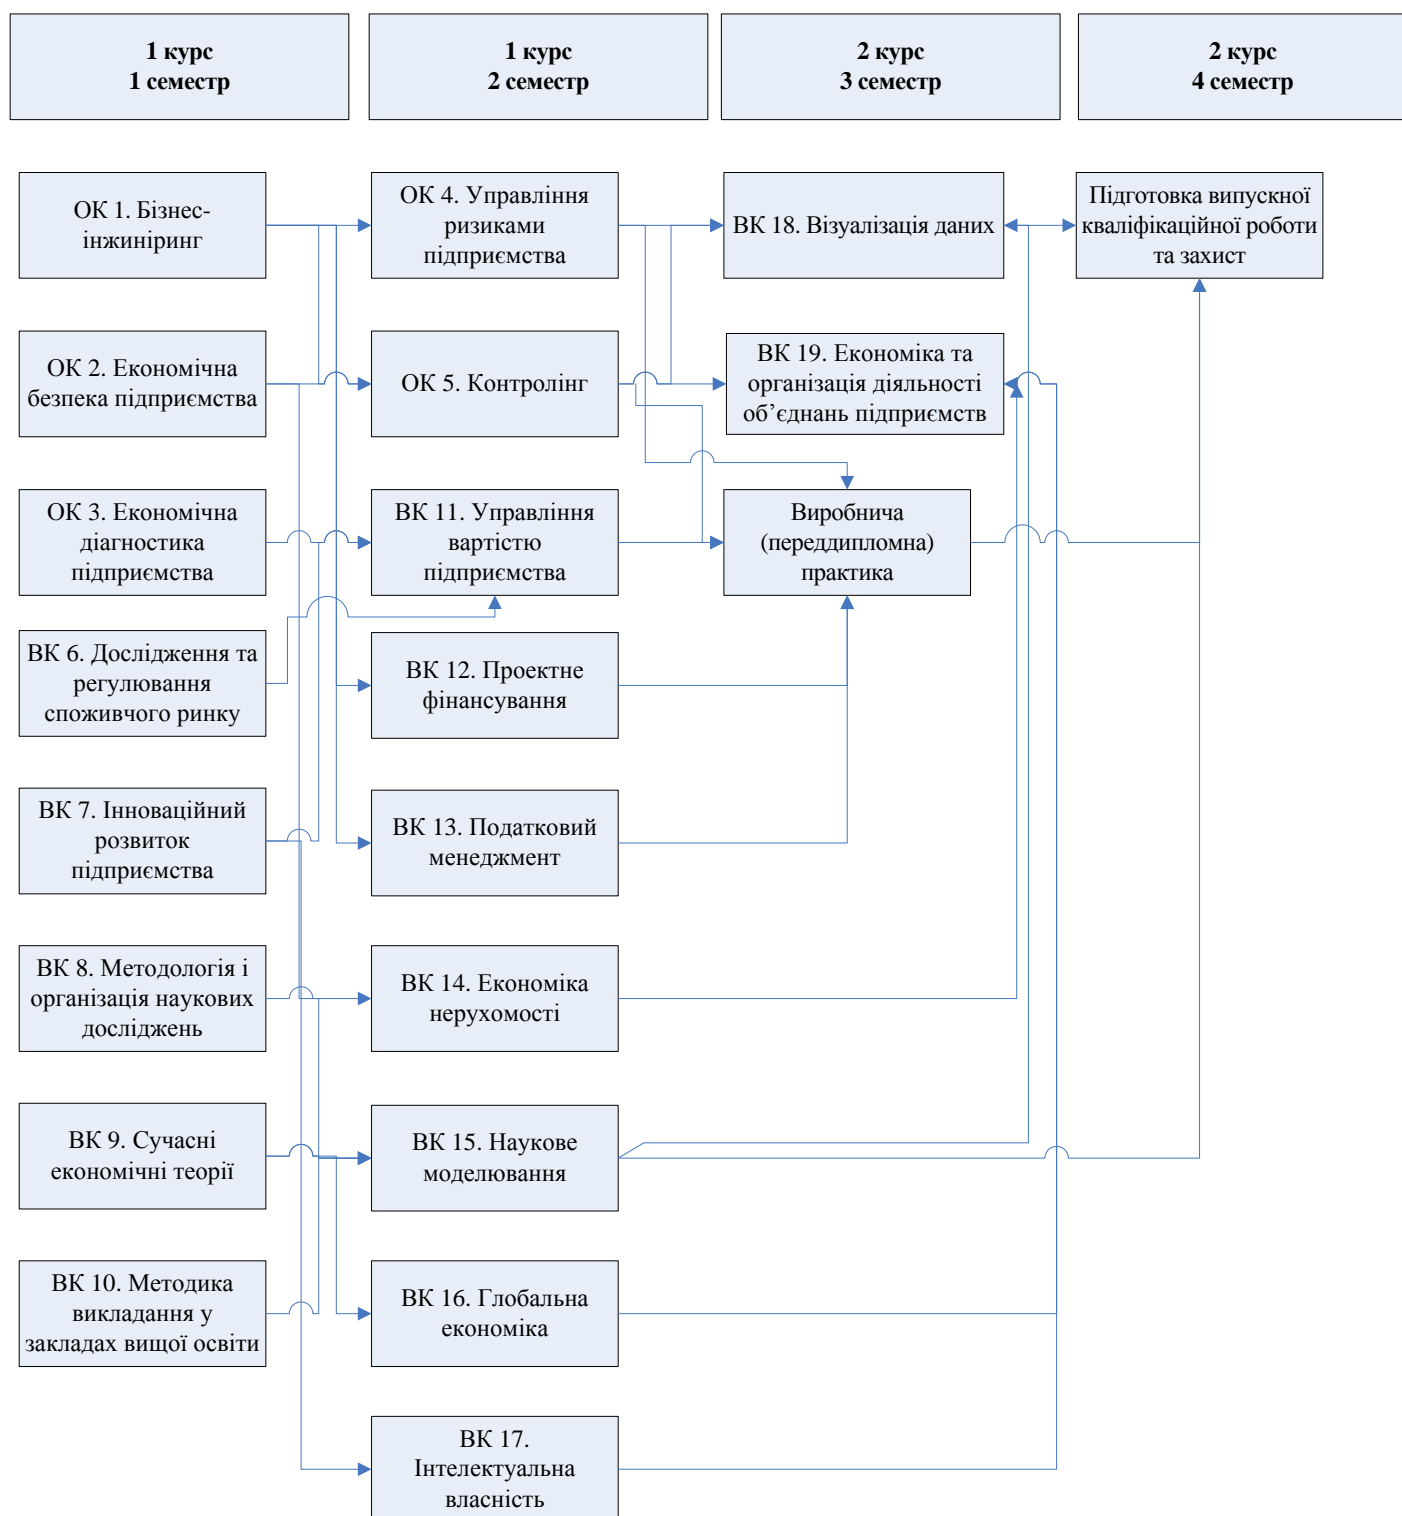 1 курс
1 семестр
1 курс
2 семестр
2 курс
3 семестр
2 курс
4 семестр
ОК 1. Бізнес-
інжиніринг
ОК 2. Економічна
безпека підприємства
ОК 3. Економічна
діагностика
підприємства
ВК 6. Дослідження та
регулювання
споживчого ринку
ВК 7. Інноваційний
розвиток
підприємства
ВК 8. Методологія і
організація наукових
досліджень
ВК 9. Сучасні
економічні теорії
ВК 10. Методика
викладання у
закладах вищої освіти
ОК 4. Управління
ризиками
підприємства
ОК 5. Контролінг
ВК 11. Управління
вартістю
підприємства
ВК 12. Проектне
фінансування
ВК 13. Податковий
менеджмент
ВК 14. Економіка
нерухомості
ВК 15. Наукове
моделювання
ВК 16. Глобальна
економіка
ВК 17.
Інтелектуальна
власність
ВК 18. Візуалізація даних
ВК 19. Економіка та
організація діяльності
об’єднань підприємств
Виробнича
(переддипломна)
практика
Підготовка випускної
кваліфікаційної роботи
та захист